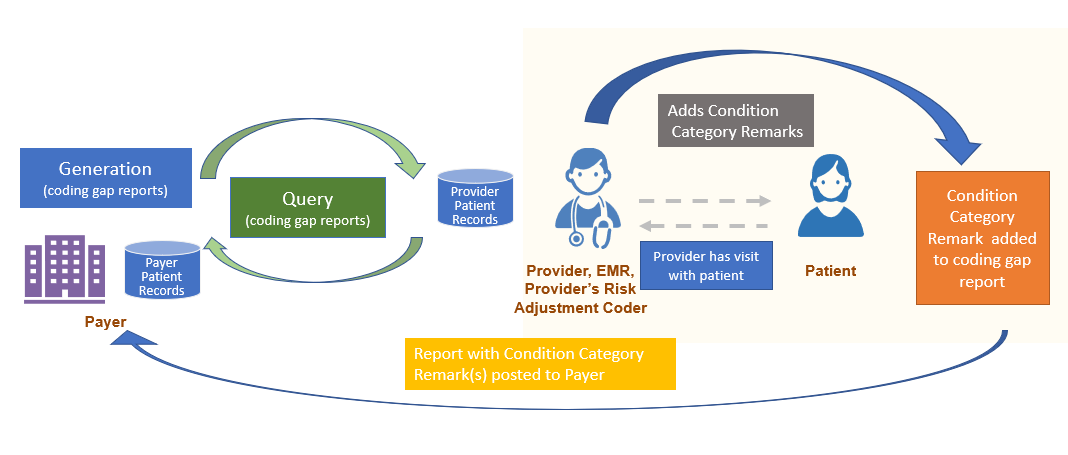 Generation
(coding gap reports)
Query
(coding gap reports)
Payer
Patient
Records
Payer
Provider
Patient
Records
Adds Condition
Category Remarks
Provider has visit
with patient
Provider, EMR,
Provider’s Risk
Adjustment Coder
Patient
Condition
Category
Remark added
to coding gap
report
Report with Condition Category
Remark(s) posted to Payer